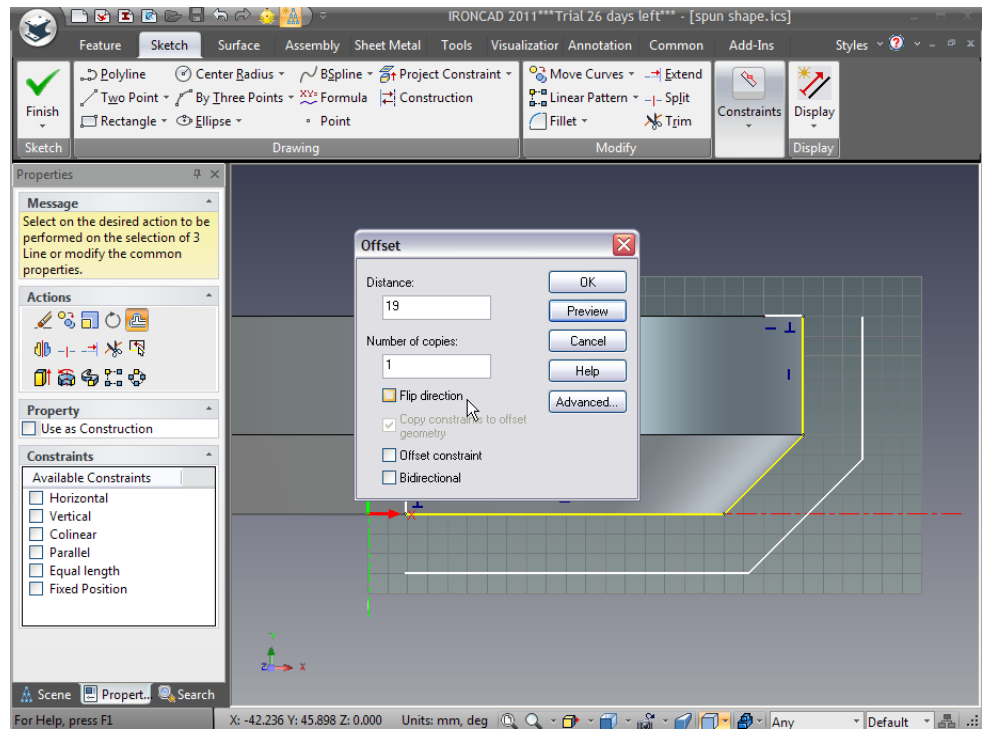 IRONCAD 2011***Trial 26 days left*** - [spun shape.ics]
Feature Sketch Surface Assembly Sheet Metal Tools Visualizatior Annotation Common Add-Ins Styles
Polyline Center Radius BSpline Project Constraint Move Curves Extend
Two Point By Three Points XY= Formula Construction Linear Pattern Split
Finish Rectangle Ellipse Point Fillet Trim Constraints Display
Sketch Drawing Modify Display
Properties
Message
Select on the desired action to be
performed on the selection of 3
Line or modify the common
properties.
Actions
Property
Use as Construction
Constraints
Available Constraints
Horizontal
Vertical
Colinear
Parallel
Equal length
Fixed Position
Offset
Distance:
19
Number of copies:
1
Flip direction
Copy constraints to offset
geometry
Offset constraint
Bidirectional
OK
Preview
Cancel
Help
Advanced...
X
Z X
Scene Propert... Search
For Help, press F1 X: -42.236 Y: 45.898 Z: 0.000 Units: mm, deg Any Default